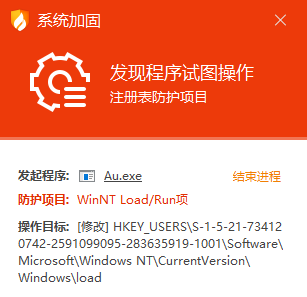 系统加固
发现程序试图操作
注册表防护项目
发起程序: Au.exe 结束进程
防护项目: WinNT Load/Run项
操作目标: [修改] HKEY_USERS\S-1-5-21-73412
0742-2591099095-283635919-1001\Software\
Microsoft\Windows NT\CurrentVersion\
Windows\load